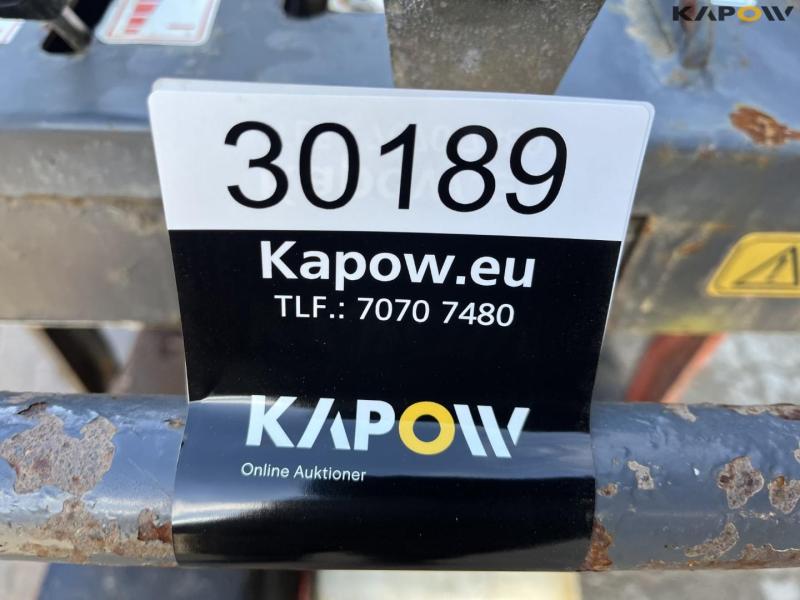 KAPOW
30189
Kapow.eu
TLF.: 7070 7480
KAPOW
Online Auktioner